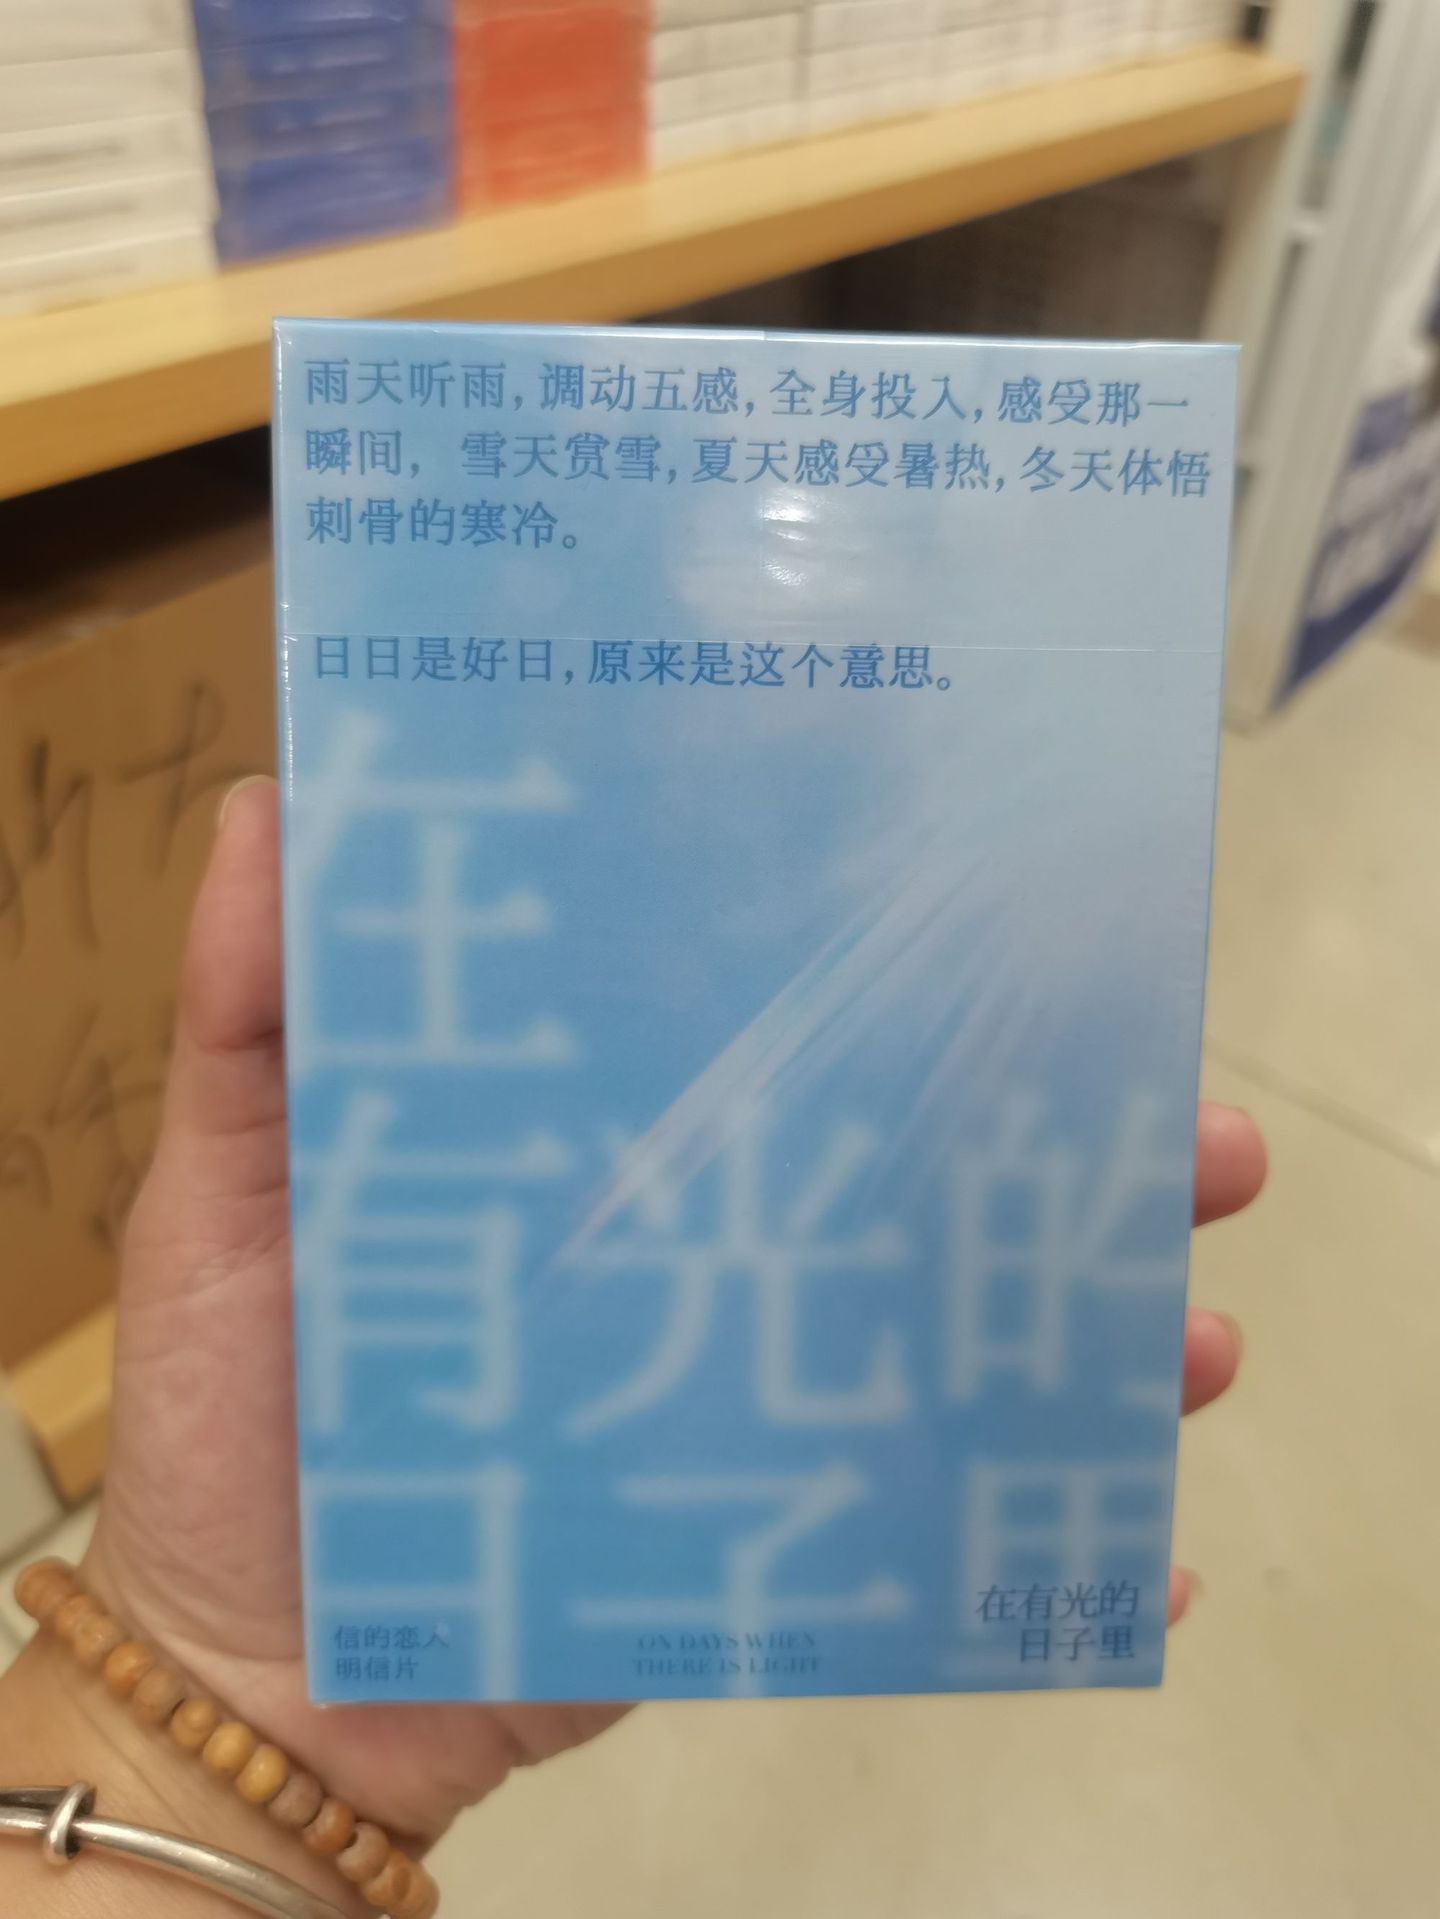 雨天听雨,调动五感,全身投入,感受那一
瞬间, 雪天赏雪,夏天感受暑热,冬天体悟
刺骨的寒冷。
日日是好日,原来是这个意思。
在
有光的
日子里
信的恋人
明信片
ON DAYS WHEN
THERE IS LIGHT
在有光的
日子里